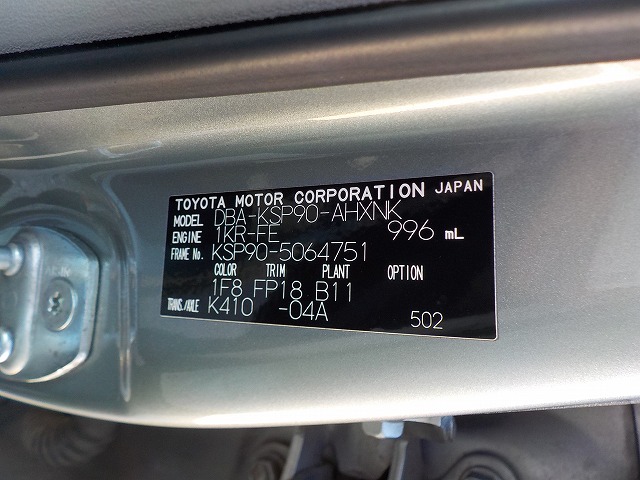 TOYOTA MOTOR CORPORATION JAPAN
MODEL DBA-KSP90-AHXNK
ENGINE 1KR-FE 996 mL
FRAME No. KSP90-5064751
COLOR TRIM PLANT OPTION
1F8 FP18 B11
TRANS./AXLE K410 -04A
502